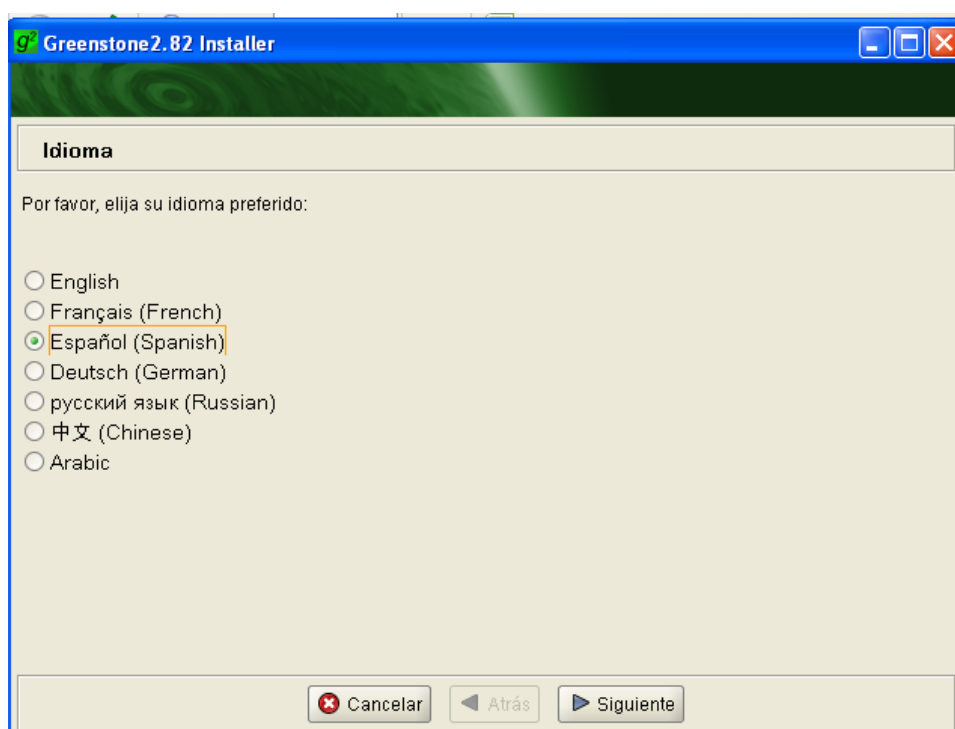 g² Greenstone2.82 Installer
Idioma
Por favor, elija su idioma preferido:
English
Français (French)
Español (Spanish)
Deutsch (German)
русский язык (Russian)
中文 (Chinese)
Arabic
Cancelar Atrás Siguiente